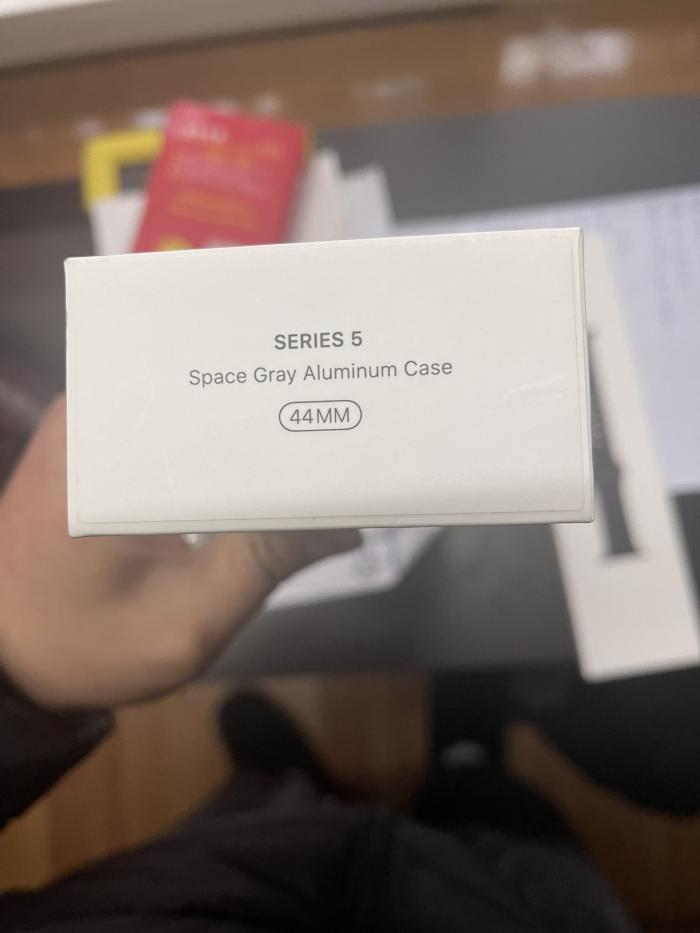 SERIES 5
Space Gray Aluminum Case
44MM